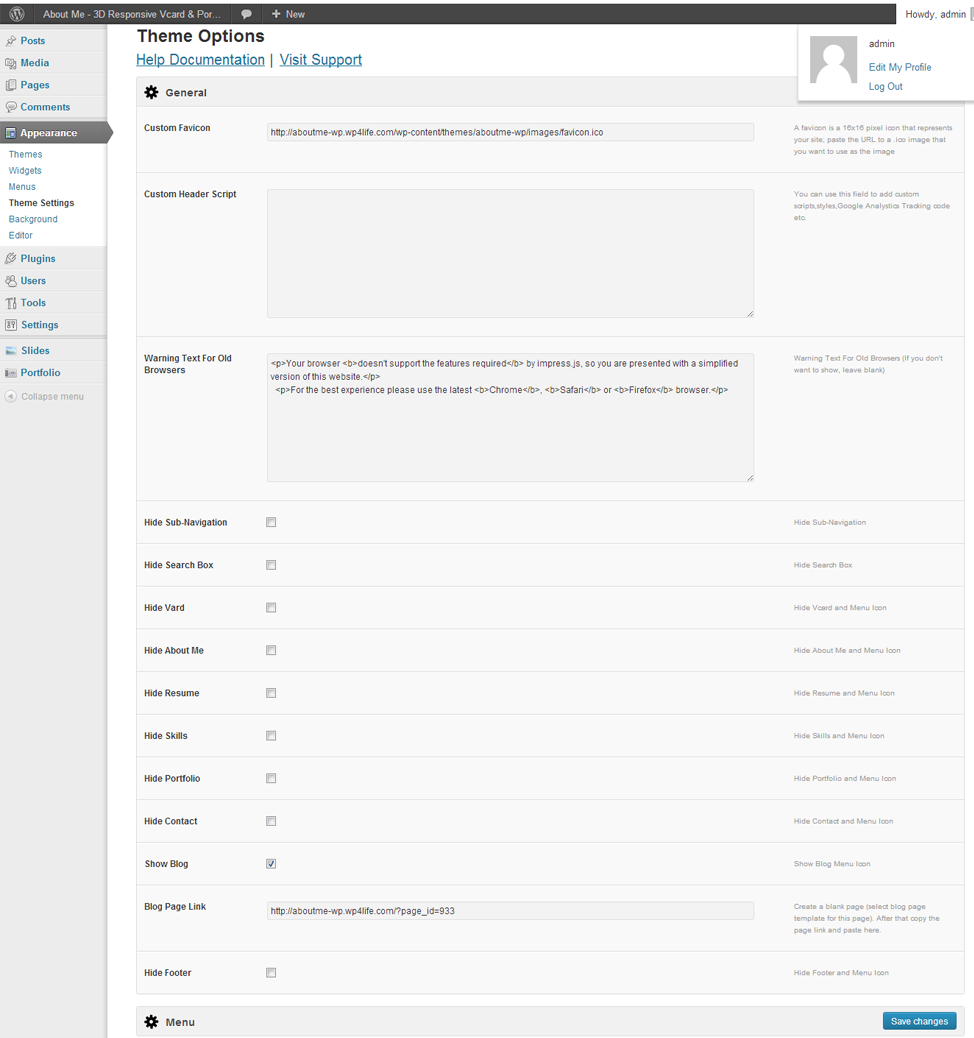 About Me - 3D Responsive Vcard & Por... + New Howdy, admin
admin
Edit My Profile
Log Out
Posts
Media
Pages
Comments
Appearance
Themes
Widgets
Menus
Theme Settings
Background
Editor
Plugins
Users
Tools
Settings
Slides
Portfolio
Collapse menu
Theme Options
Help Documentation | Visit Support
General
Custom Favicon
http://aboutme-wp.wp4life.com/wp-content/themes/aboutme-wp/images/favicon.ico
A favicon is a 16x16 pixel icon that represents
your site; paste the URL to a .ico image that
you want to use as the image
Custom Header Script
You can use this field to add custom
scripts,styles,Google Analystics Tracking code
etc.
Warning Text For Old
Browsers
<p>Your browser <b>doesn't support the features required</b> by impress.js, so you are presented with a simplified
version of this website.</p>
<p>For the best experience please use the latest <b>Chrome</b>, <b>Safari</b> or <b>Firefox</b> browser.</p>
Warning Text For Old Browsers (If you don't
want to show, leave blank)
Hide Sub-Navigation
Hide Sub-Navigation
Hide Search Box
Hide Search Box
Hide Vard
Hide Vcard and Menu Icon
Hide About Me
Hide About Me and Menu Icon
Hide Resume
Hide Resume and Menu Icon
Hide Skills
Hide Skills and Menu Icon
Hide Portfolio
Hide Portfolio and Menu Icon
Hide Contact
Hide Contact and Menu Icon
Show Blog
Show Blog Menu Icon
Blog Page Link
http://aboutme-wp.wp4life.com/?page_id=933
Create a blank page (select blog page
template for this page). After that copy the
page link and paste here.
Hide Footer
Hide Footer and Menu Icon
Menu
Save changes